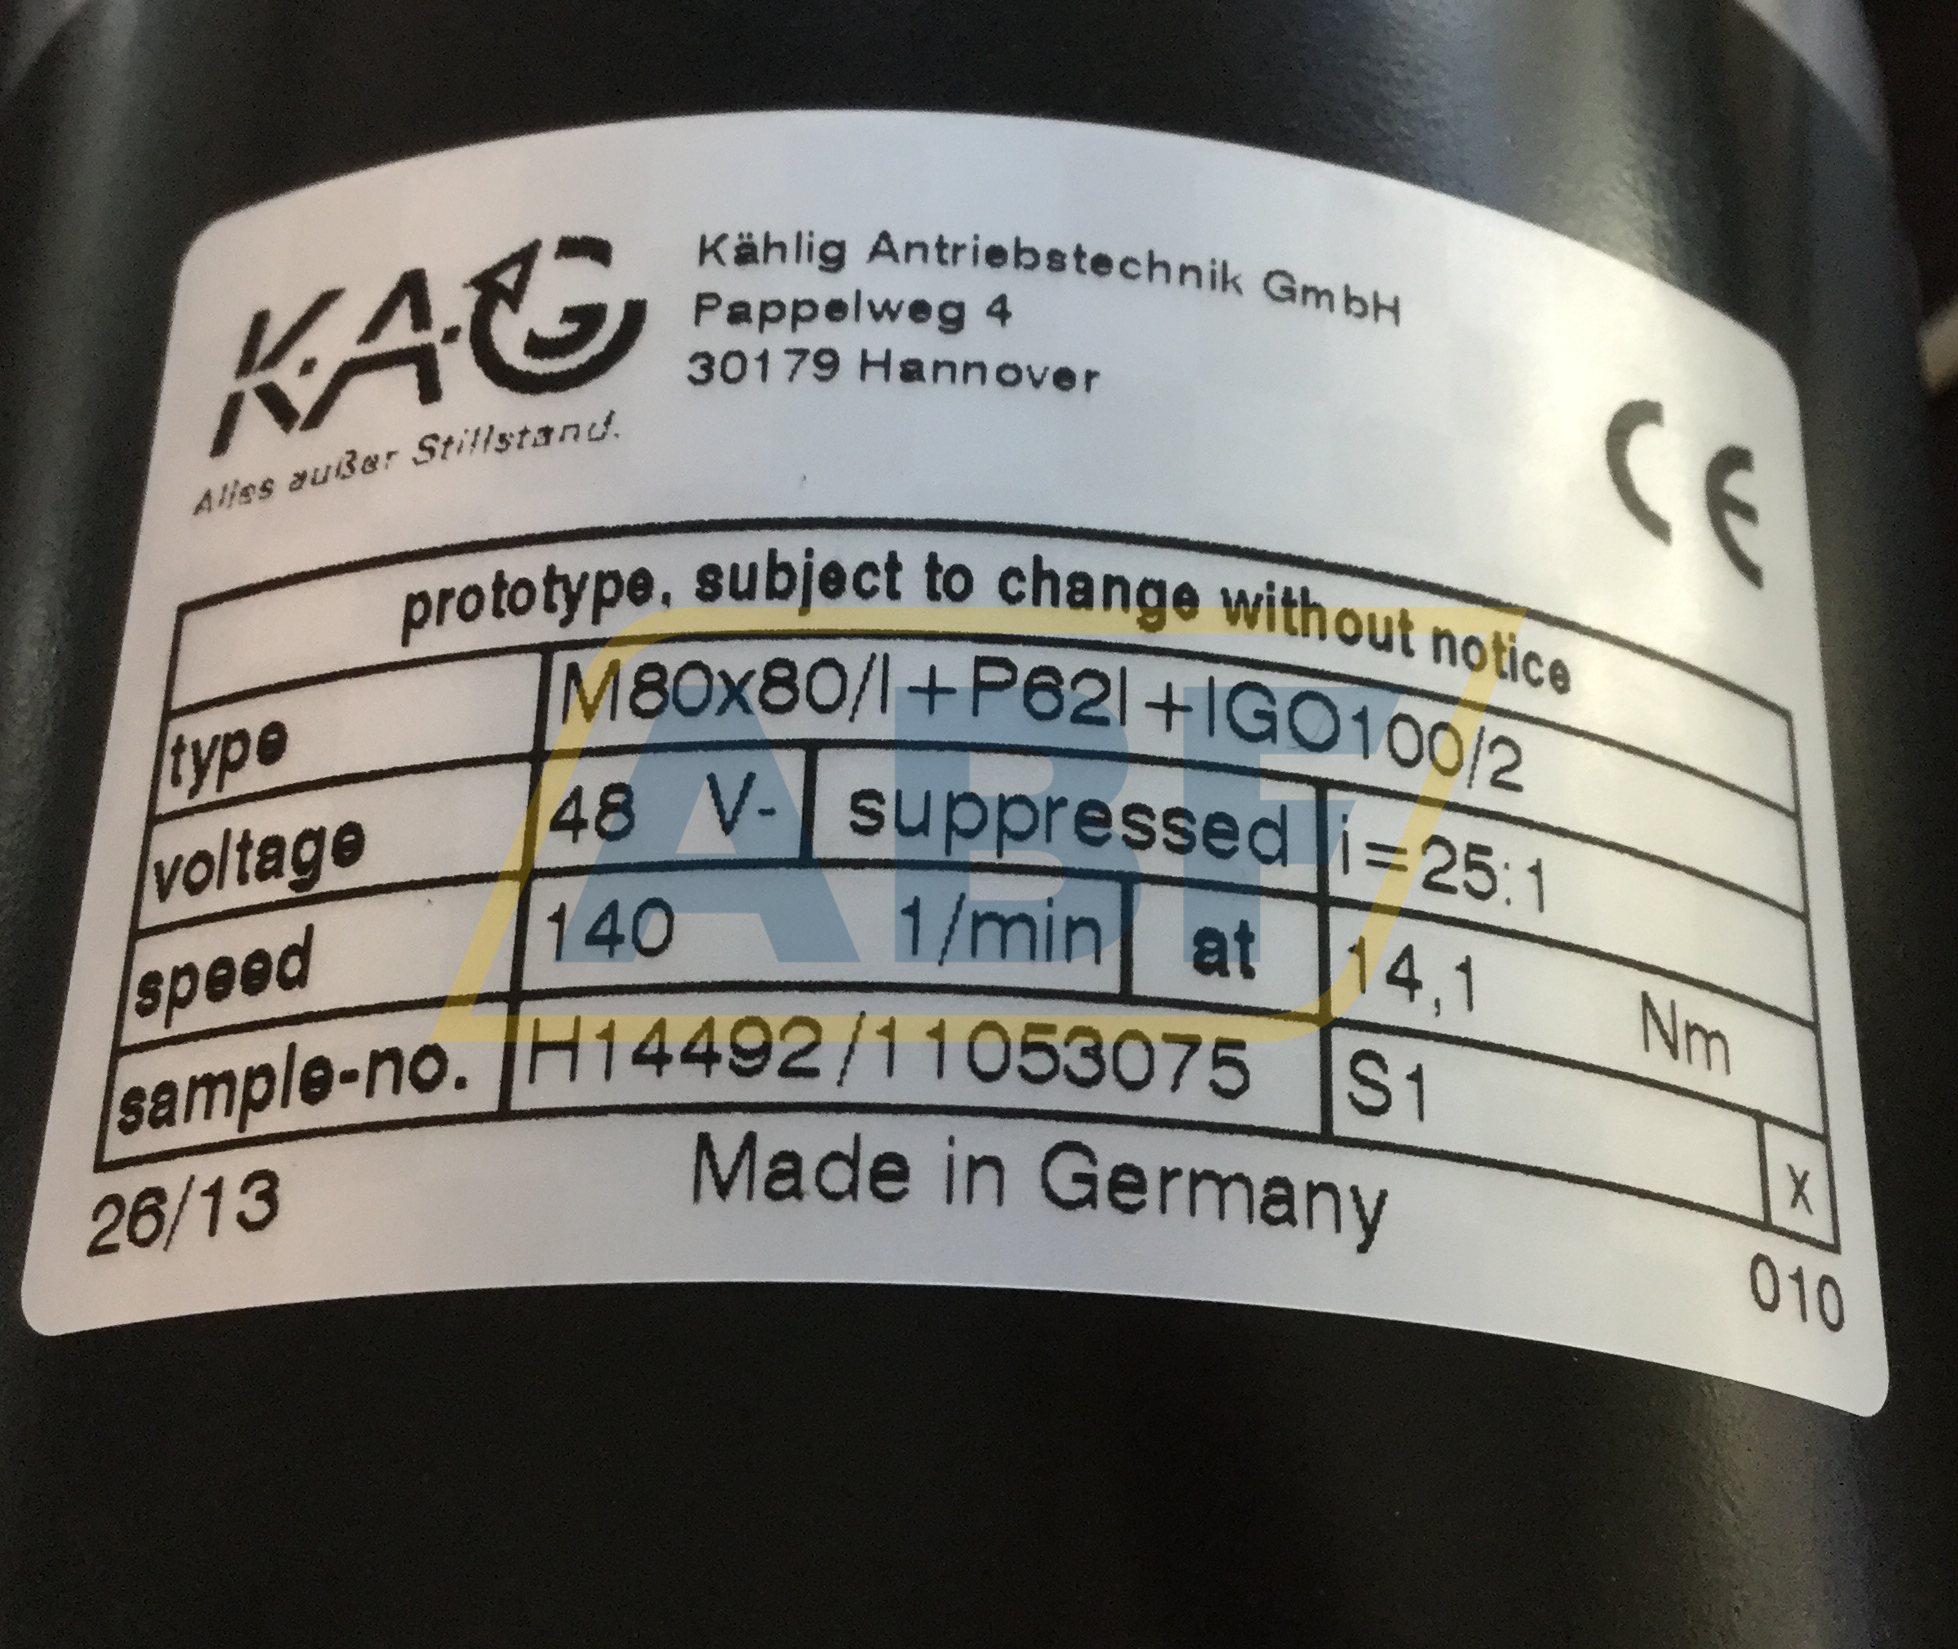 KAG
Alles außer Stillstand.
Kählig Antriebstechnik GmbH
Pappelweg 4
30179 Hannover
CE
prototype, subject to change without notice
type M80x80/I+P62I+IGO100/2
voltage 48 V- suppressed i=25:1
speed 140 1/min at 14,1 Nm
sample-no. H14492/11053075 S1 x
26/13 Made in Germany 010
ABF